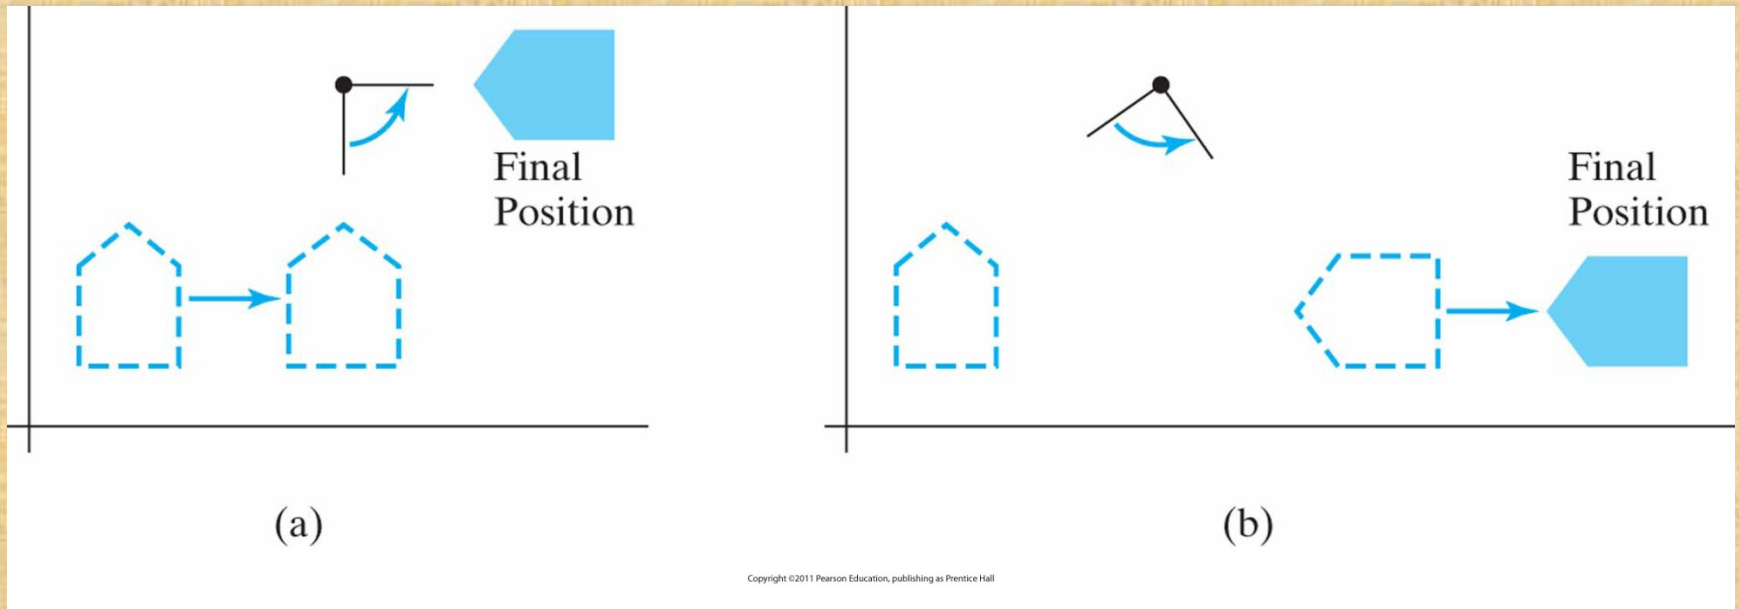 Final
Position
Final
Position
(a)
(b)
Copyright ©2011 Pearson Education, publishing as Prentice Hall